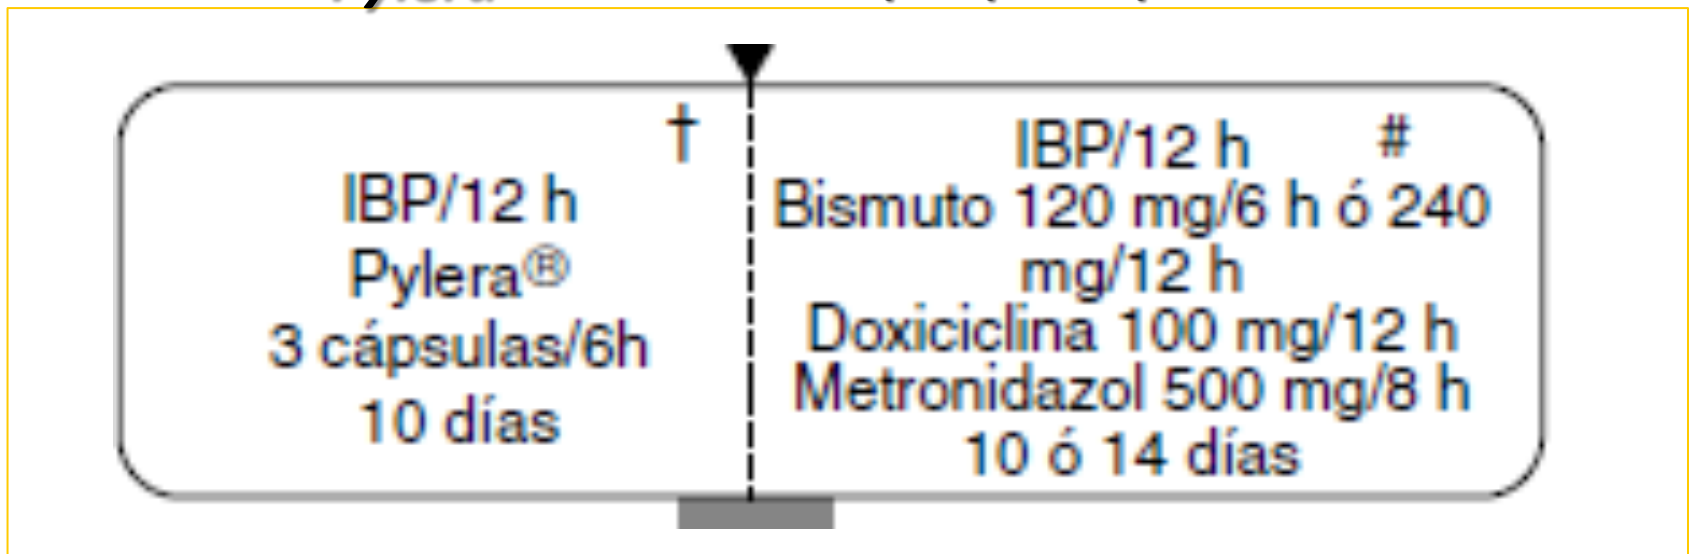 †
IBP/12 h
Pylera®
3 cápsulas/6h
10 días
IBP/12 h #
Bismuto 120 mg/6 h ó 240
mg/12 h
Doxiciclina 100 mg/12 h
Metronidazol 500 mg/8 h
10 ó 14 días